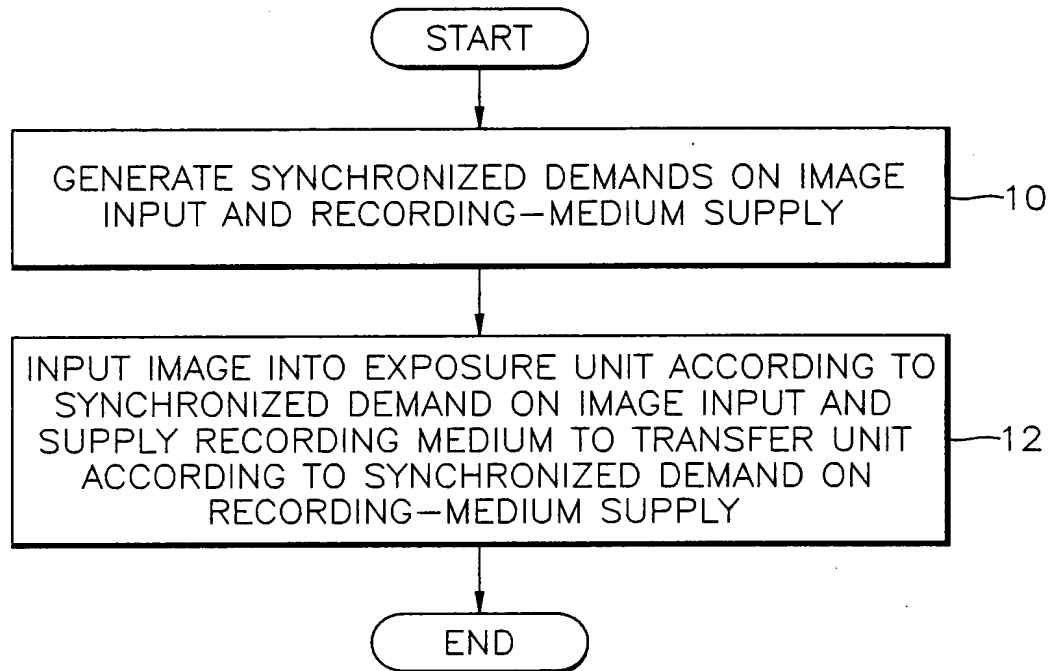 START
GENERATE SYNCHRONIZED DEMANDS ON IMAGE
INPUT AND RECORDING-MEDIUM SUPPLY
10
INPUT IMAGE INTO EXPOSURE UNIT ACCORDING TO
SYNCHRONIZED DEMAND ON IMAGE INPUT AND
SUPPLY RECORDING MEDIUM TO TRANSFER UNIT
ACCORDING TO SYNCHRONIZED DEMAND ON
RECORDING-MEDIUM SUPPLY
12
END